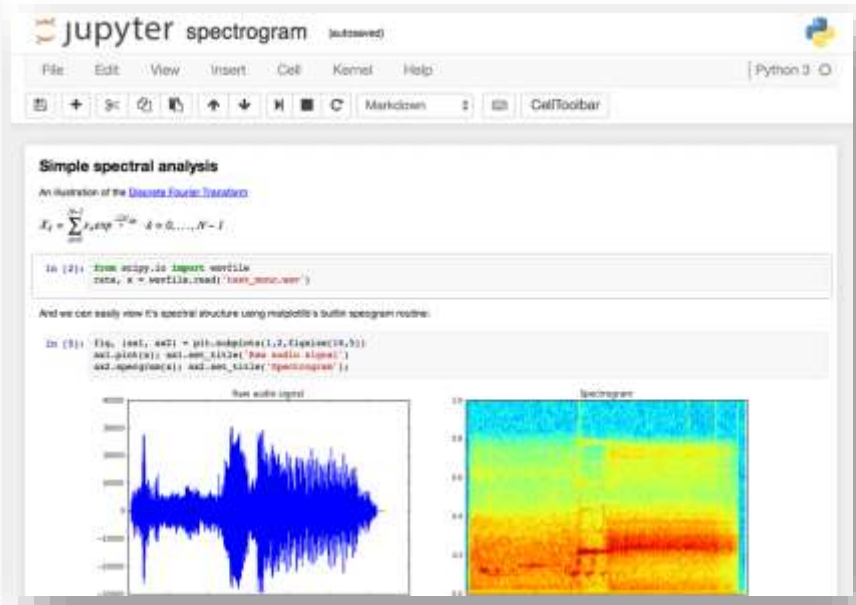 jupyter spectrogram (autosaved)
File Edit View Insert Cell Kernel Help Python 3
Markdown CellToolbar
Simple spectral analysis
An illustration of the Discrete Fourier Transform
In [2]: from scipy.io import wavfile
rate, x = wavfile.read('test_mono.wav')
And we can easily view it's spectral structure using matplotlib's builtin specgram routine:
In [5]: fig, (ax1, ax2) = plt.subplots(1,2,figsize(16,5))
ax1.plot(x); ax1.set_title('Raw audio signal')
ax2.specgram(x); ax2.set_title('Spectrogram');
Raw audio signal Spectrogram